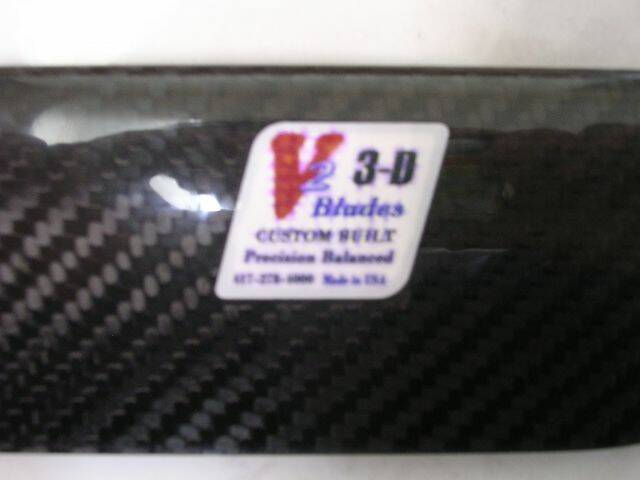 V2 3-D
Blades
CUSTOM BUILT
Precision Balanced
Made in USA